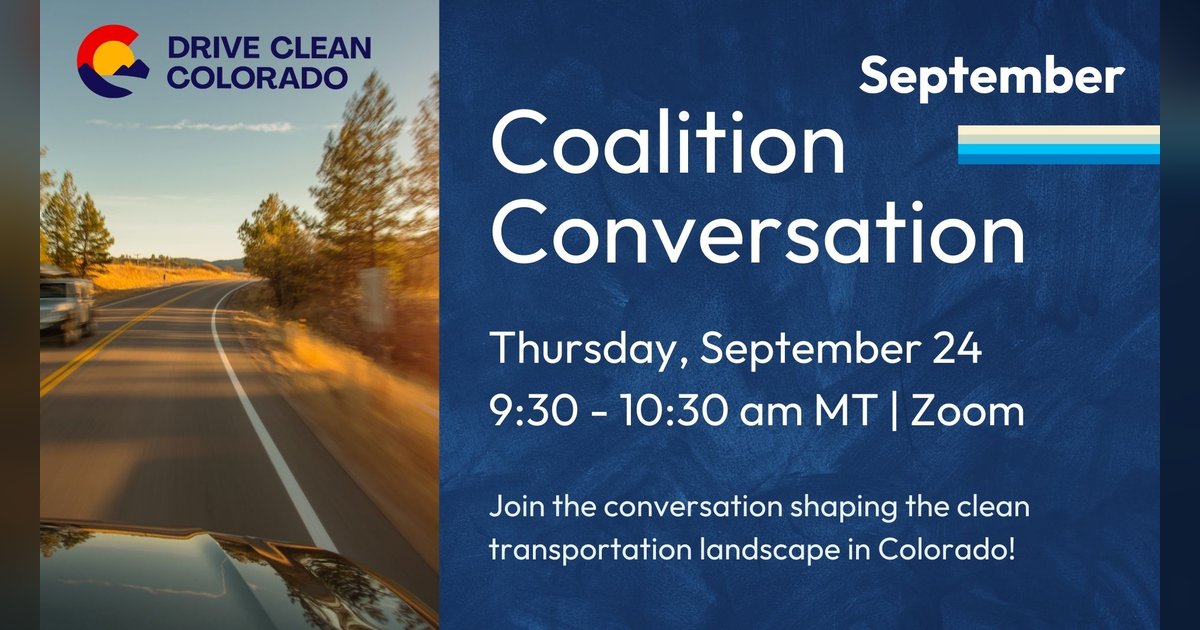 DRIVE CLEAN
COLORADO
September
Coalition
Conversation
Thursday, September 24
9:30 - 10:30 am MT | Zoom
Join the conversation shaping the clean
transportation landscape in Colorado!